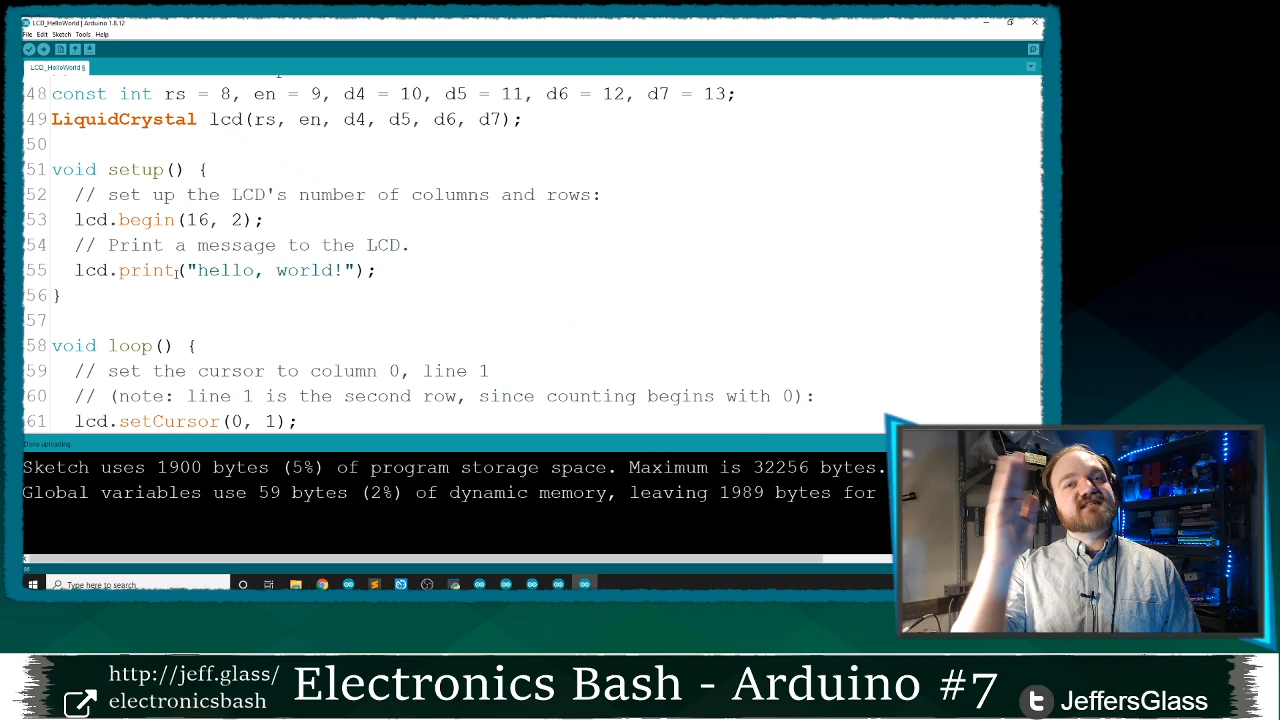 LCD_HelloWorld | Arduino 1.8.12
File Edit Sketch Tools Help
LCD_HelloWorld §
48 const int rs = 8, en = 9, d4 = 10, d5 = 11, d6 = 12, d7 = 13;
49 LiquidCrystal lcd(rs, en, d4, d5, d6, d7);
50
51 void setup() {
52 // set up the LCD's number of columns and rows:
53 lcd.begin(16, 2);
54 // Print a message to the LCD.
55 lcd.print("hello, world!");
56 }
57
58 void loop() {
59 // set the cursor to column 0, line 1
60 // (note: line 1 is the second row, since counting begins with 0):
61 lcd.setCursor(0, 1);
Done uploading.
Sketch uses 1900 bytes (5%) of program storage space. Maximum is 32256 bytes.
Global variables use 59 bytes (2%) of dynamic memory, leaving 1989 bytes for
Type here to search
http://jeff.glass/
electronicsbash
Electronics Bash - Arduino #7
JeffersGlass